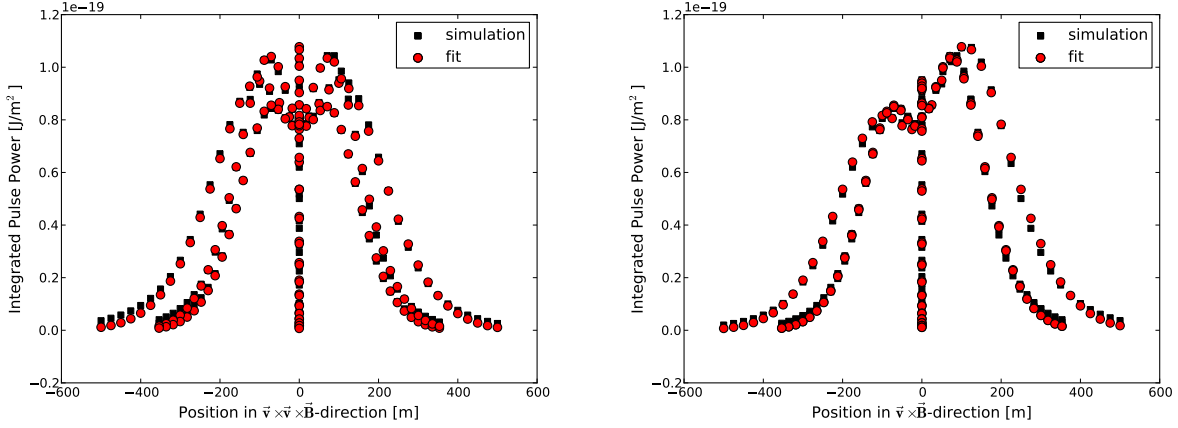 1e−19
1.2
1.0
0.8
0.6
0.4
0.2
0.0
−0.2
−600 −400 −200 0 200 400 600
Integrated Pulse Power [J/m²]
Position in v⃗ ×v⃗ ×B⃗-direction [m]
simulation
fit
1e−19
1.2
1.0
0.8
0.6
0.4
0.2
0.0
−0.2
−600 −400 −200 0 200 400 600
Integrated Pulse Power [J/m²]
Position in v⃗ ×B⃗-direction [m]
simulation
fit